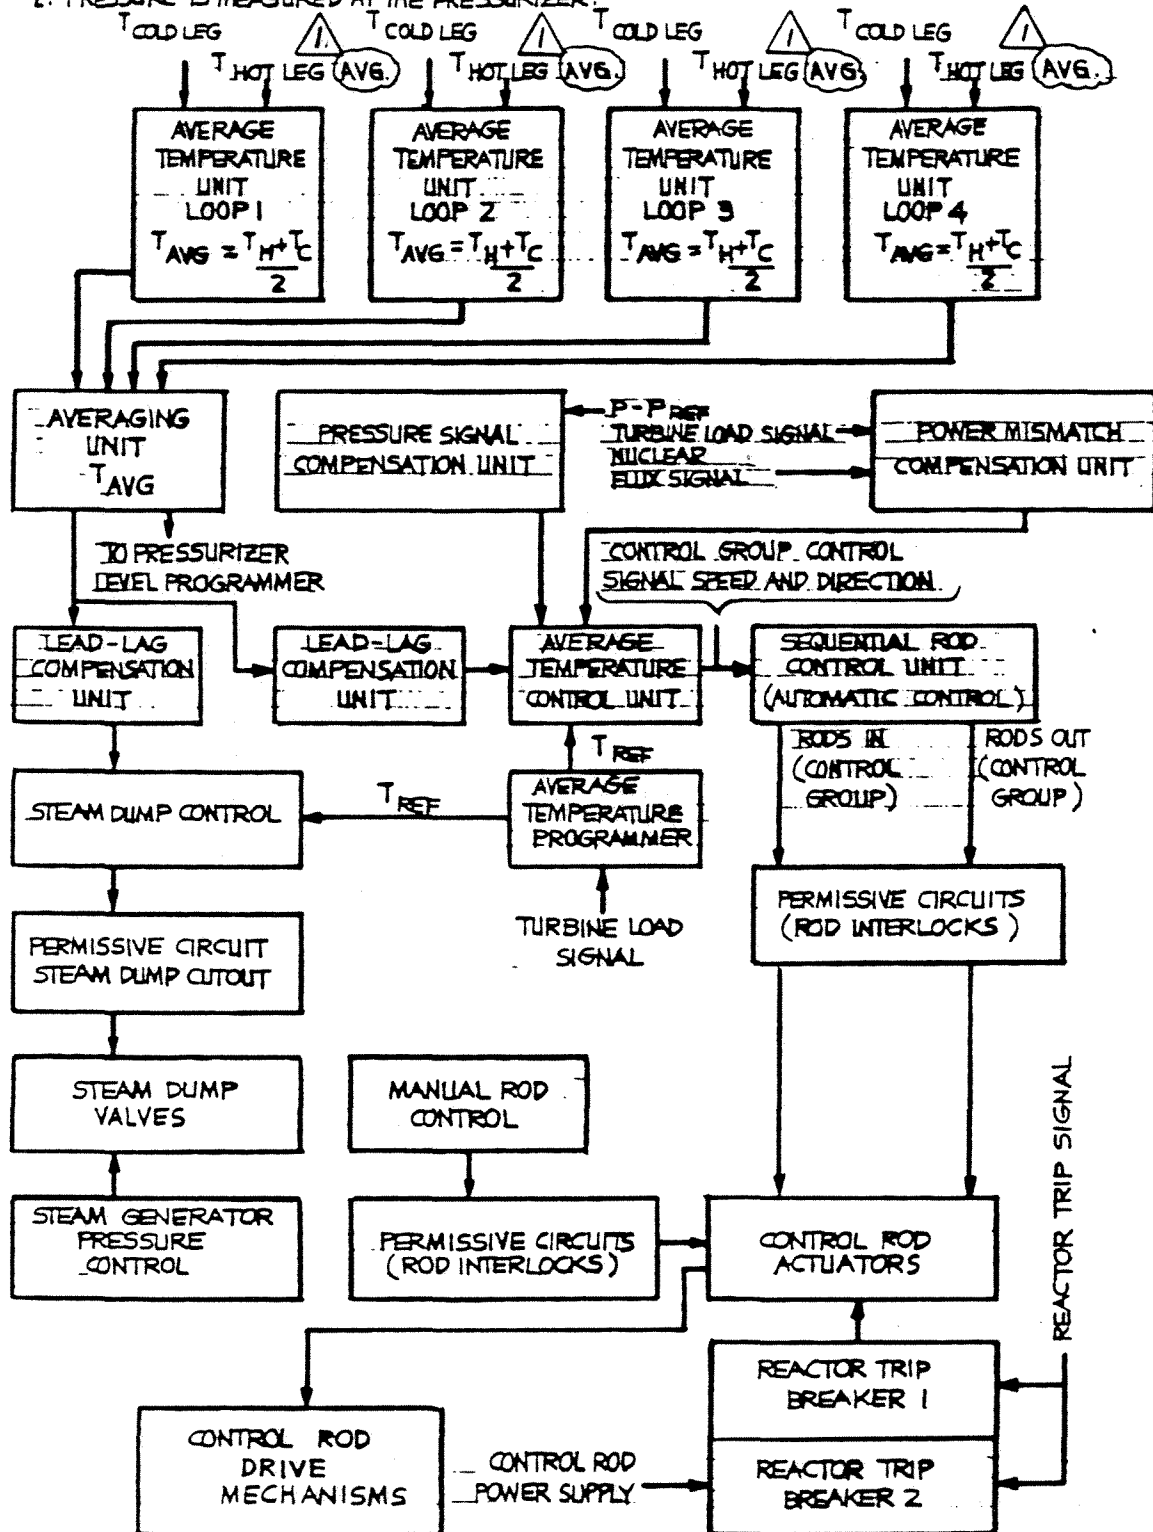 2. PRESSURE IS MEASURED AT THE PRESSURIZER.
T COLD LEG
T HOT LEG AVG.
1
T COLD LEG
T HOT LEG AVG.
1
T COLD LEG
T HOT LEG AVG.
1
T COLD LEG
T HOT LEG AVG.
1
AVERAGE
TEMPERATURE
UNIT
LOOP 1
T AVG = T H + T C
2
AVERAGE
TEMPERATURE
UNIT
LOOP 2
T AVG = T H + T C
2
AVERAGE
TEMPERATURE
UNIT
LOOP 3
T AVG = T H + T C
2
AVERAGE
TEMPERATURE
UNIT
LOOP 4
T AVG = T H + T C
2
AVERAGING
UNIT
T AVG
PRESSURE SIGNAL
COMPENSATION UNIT
P-P REF
TURBINE LOAD SIGNAL
NUCLEAR
FLUX SIGNAL
POWER MISMATCH
COMPENSATION UNIT
TO PRESSURIZER
LEVEL PROGRAMMER
CONTROL GROUP CONTROL
SIGNAL SPEED AND DIRECTION
LEAD-LAG
COMPENSATION
UNIT
LEAD-LAG
COMPENSATION
UNIT
AVERAGE
TEMPERATURE
CONTROL UNIT
SEQUENTIAL ROD
CONTROL UNIT
(AUTOMATIC CONTROL)
T REF
RODS IN
(CONTROL
GROUP)
RODS OUT
(CONTROL
GROUP)
STEAM DUMP CONTROL
T REF
AVERAGE
TEMPERATURE
PROGRAMMER
TURBINE LOAD
SIGNAL
PERMISSIVE CIRCUITS
(ROD INTERLOCKS)
PERMISSIVE CIRCUIT
STEAM DUMP CUTOUT
STEAM DUMP
VALVES
MANUAL ROD
CONTROL
STEAM GENERATOR
PRESSURE
CONTROL
PERMISSIVE CIRCUITS
(ROD INTERLOCKS)
CONTROL ROD
ACTUATORS
REACTOR TRIP SIGNAL
REACTOR TRIP
BREAKER 1
CONTROL ROD
DRIVE
MECHANISMS
CONTROL ROD
POWER SUPPLY
REACTOR TRIP
BREAKER 2